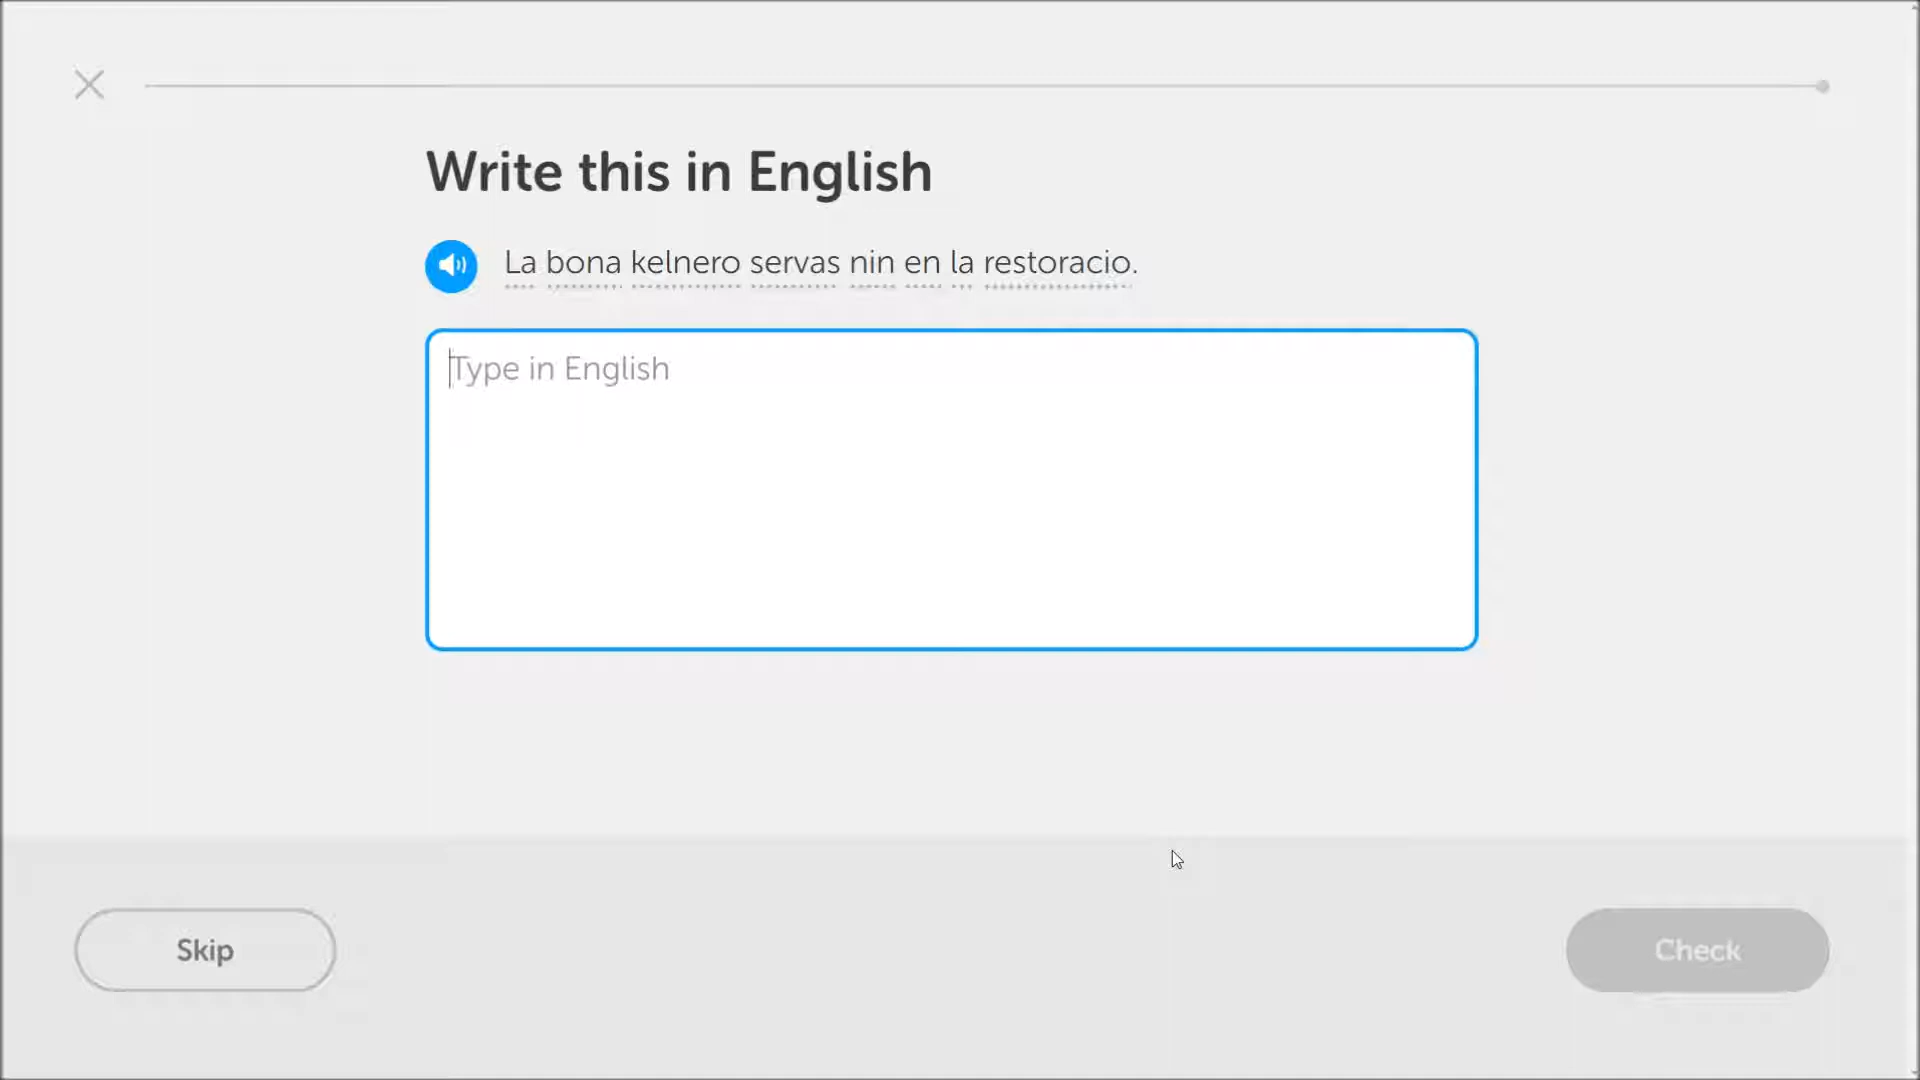 Write this in English
La bona kelnero servas nin en la restoracio.
Type in English
Skip
Check